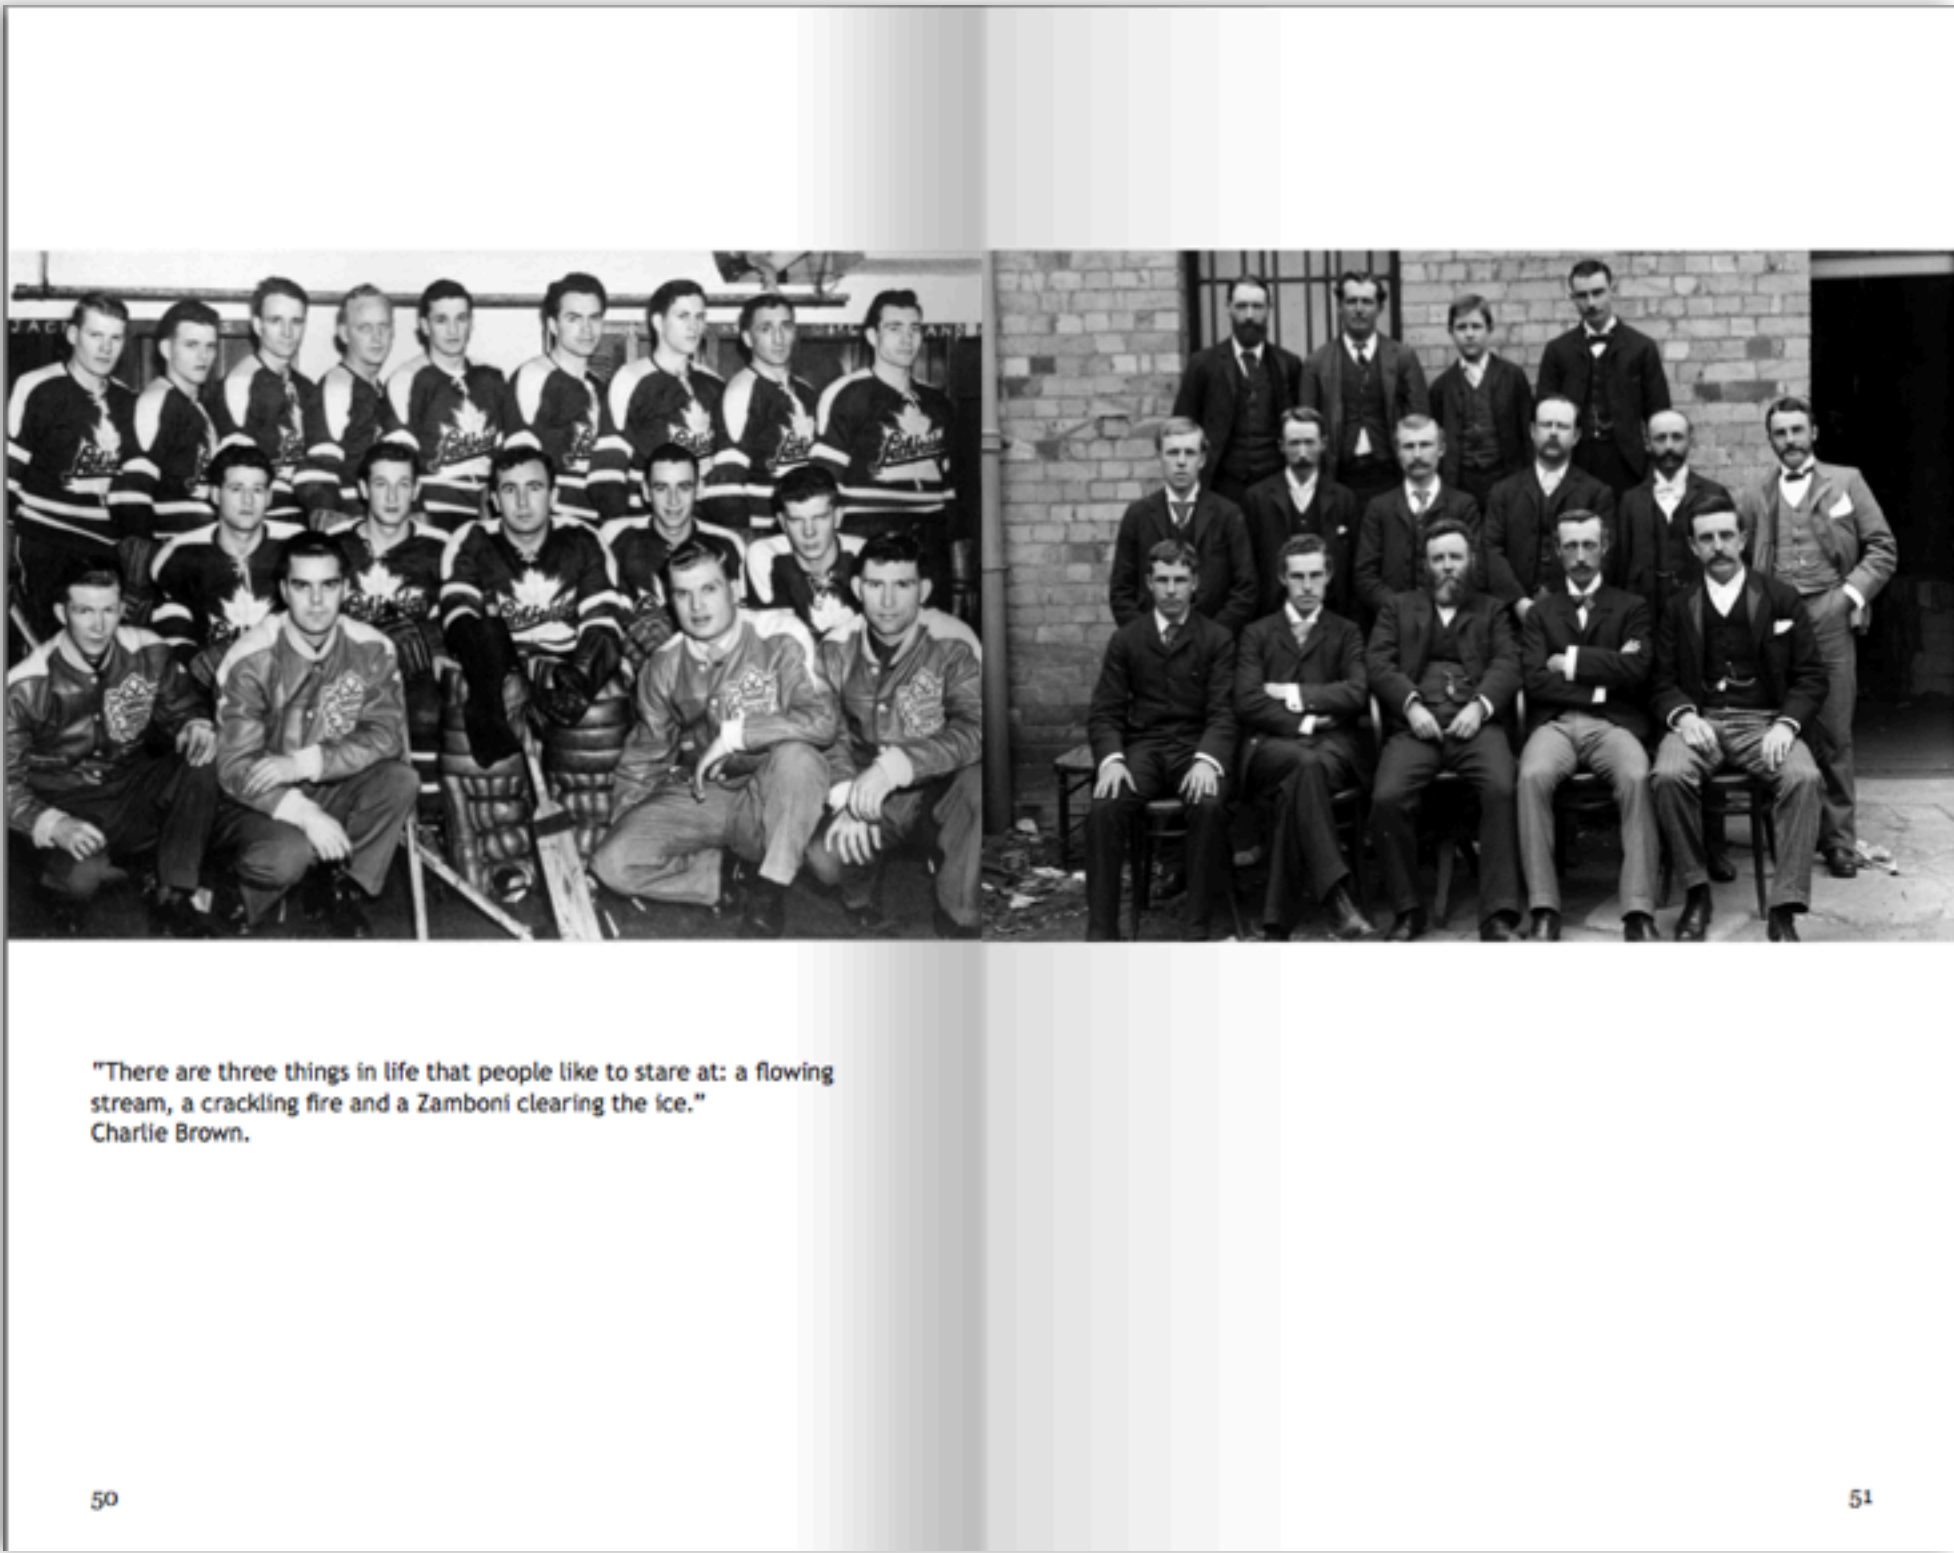 JAC
"There are three things in life that people like to stare at: a flowing
stream, a crackling fire and a Zamboni clearing the ice."
Charlie Brown.
50
51